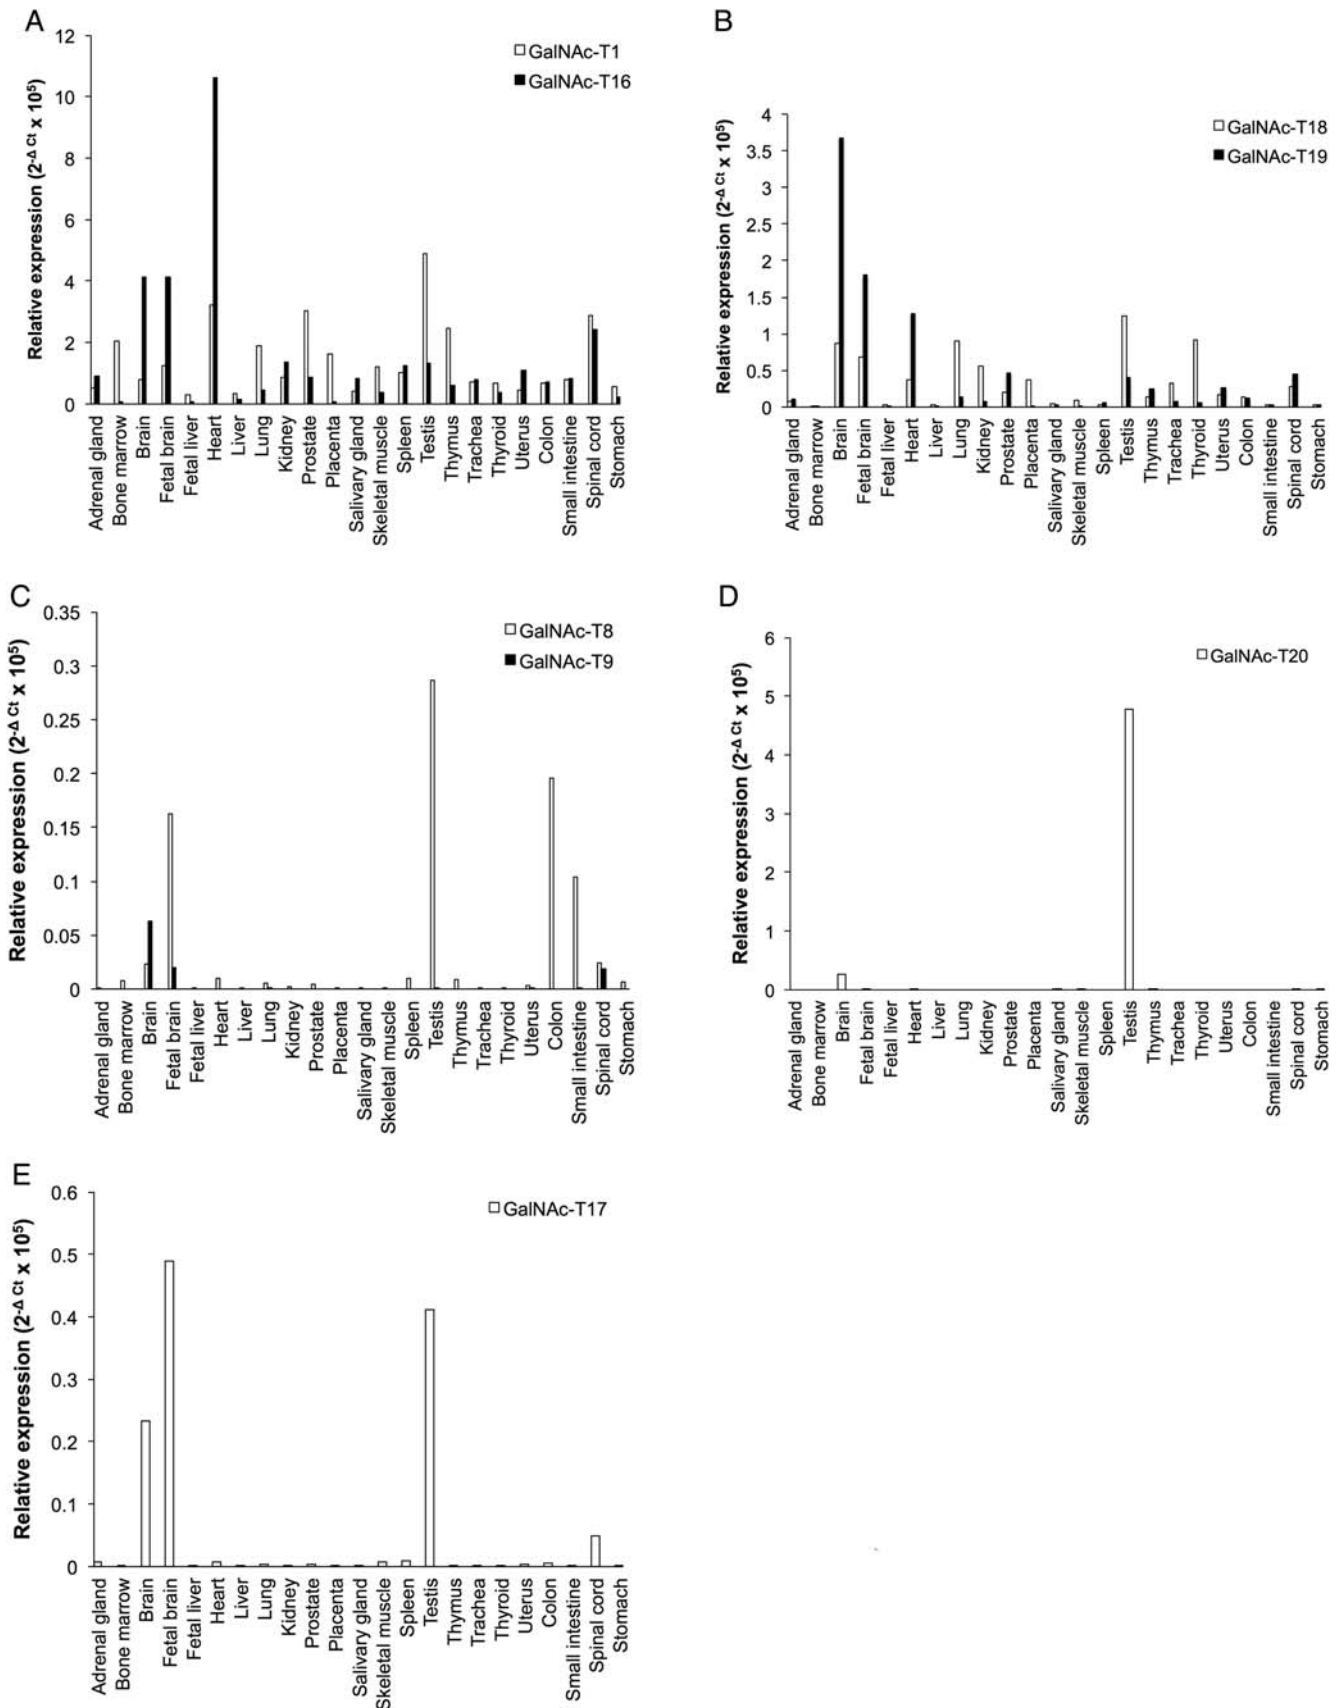 A
Relative expression (2-Δ Ct x 105)
12
10
8
6
4
2
0
GalNAc-T1
GalNAc-T16
Adrenal gland
Bone marrow
Brain
Fetal brain
Fetal liver
Heart
Liver
Lung
Kidney
Prostate
Placenta
Salivary gland
Skeletal muscle
Spleen
Testis
Thymus
Trachea
Thyroid
Uterus
Colon
Small intestine
Spinal cord
Stomach
B
Relative expression (2-Δ Ct x 105)
4
3.5
3
2.5
2
1.5
1
0.5
0
GalNAc-T18
GalNAc-T19
Adrenal gland
Bone marrow
Brain
Fetal brain
Fetal liver
Heart
Liver
Lung
Kidney
Prostate
Placenta
Salivary gland
Skeletal muscle
Spleen
Testis
Thymus
Trachea
Thyroid
Uterus
Colon
Small intestine
Spinal cord
Stomach
C
Relative expression (2-Δ Ct x 105)
0.35
0.3
0.25
0.2
0.15
0.1
0.05
0
GalNAc-T8
GalNAc-T9
Adrenal gland
Bone marrow
Brain
Fetal brain
Fetal liver
Heart
Liver
Lung
Kidney
Prostate
Placenta
Salivary gland
Skeletal muscle
Spleen
Testis
Thymus
Trachea
Thyroid
Uterus
Colon
Small intestine
Spinal cord
Stomach
D
Relative expression (2-Δ Ct x 105)
6
5
4
3
2
1
0
GalNAc-T20
Adrenal gland
Bone marrow
Brain
Fetal brain
Fetal liver
Heart
Liver
Lung
Kidney
Prostate
Placenta
Salivary gland
Skeletal muscle
Spleen
Testis
Thymus
Trachea
Thyroid
Uterus
Colon
Small intestine
Spinal cord
Stomach
E
Relative expression (2-Δ Ct x 105)
0.6
0.5
0.4
0.3
0.2
0.1
0
GalNAc-T17
Adrenal gland
Bone marrow
Brain
Fetal brain
Fetal liver
Heart
Liver
Lung
Kidney
Prostate
Placenta
Salivary gland
Skeletal muscle
Spleen
Testis
Thymus
Trachea
Thyroid
Uterus
Colon
Small intestine
Spinal cord
Stomach